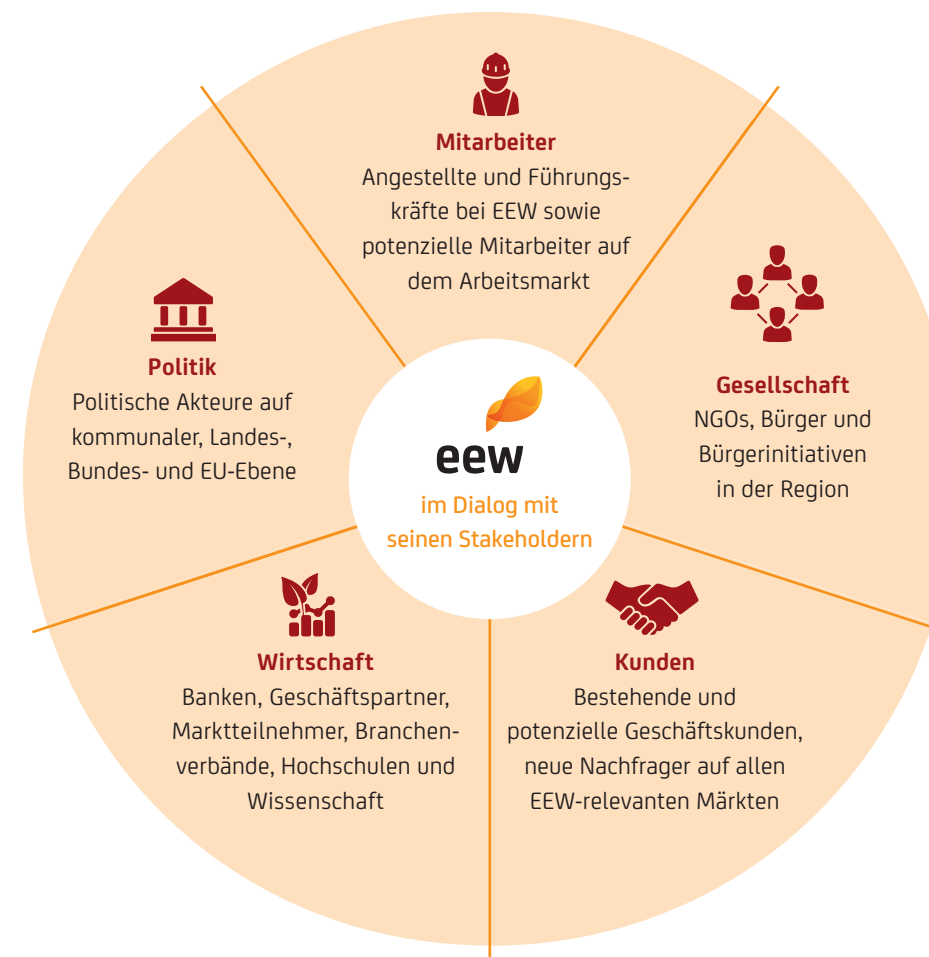 Mitarbeiter
Angestellte und Führungs-
kräfte bei EEW sowie
potenzielle Mitarbeiter auf
dem Arbeitsmarkt
Gesellschaft
NGOs, Bürger und
Bürgerinitiativen
in der Region
Kunden
Bestehende und
potenzielle Geschäftskunden,
neue Nachfrager auf allen
EEW-relevanten Märkten
Wirtschaft
Banken, Geschäftspartner,
Marktteilnehmer, Branchen-
verbände, Hochschulen und
Wissenschaft
Politik
Politische Akteure auf
kommunaler, Landes-,
Bundes- und EU-Ebene
eew
im Dialog mit
seinen Stakeholdern